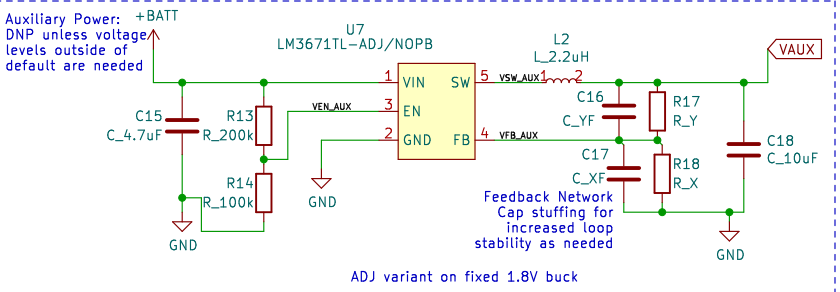 Auxiliary Power:
DNP unless voltage
levels outside of
default are needed
+BATT
U7
LM3671TL-ADJ/NOPB
L2
L_2.2uH
VAUX
1
VIN
SW
5
VSW_AUX
1
2
C15
C_4.7uF
R13
R_200k
VEN_AUX
3
EN
C16
C_YF
R17
R_Y
2
GND
FB
4
VFB_AUX
C18
C_10uF
R14
R_100k
C17
C_XF
R18
R_X
GND
GND
GND
Feedback Network
Cap stuffing for
increased loop
stability as needed
ADJ variant on fixed 1.8V buck